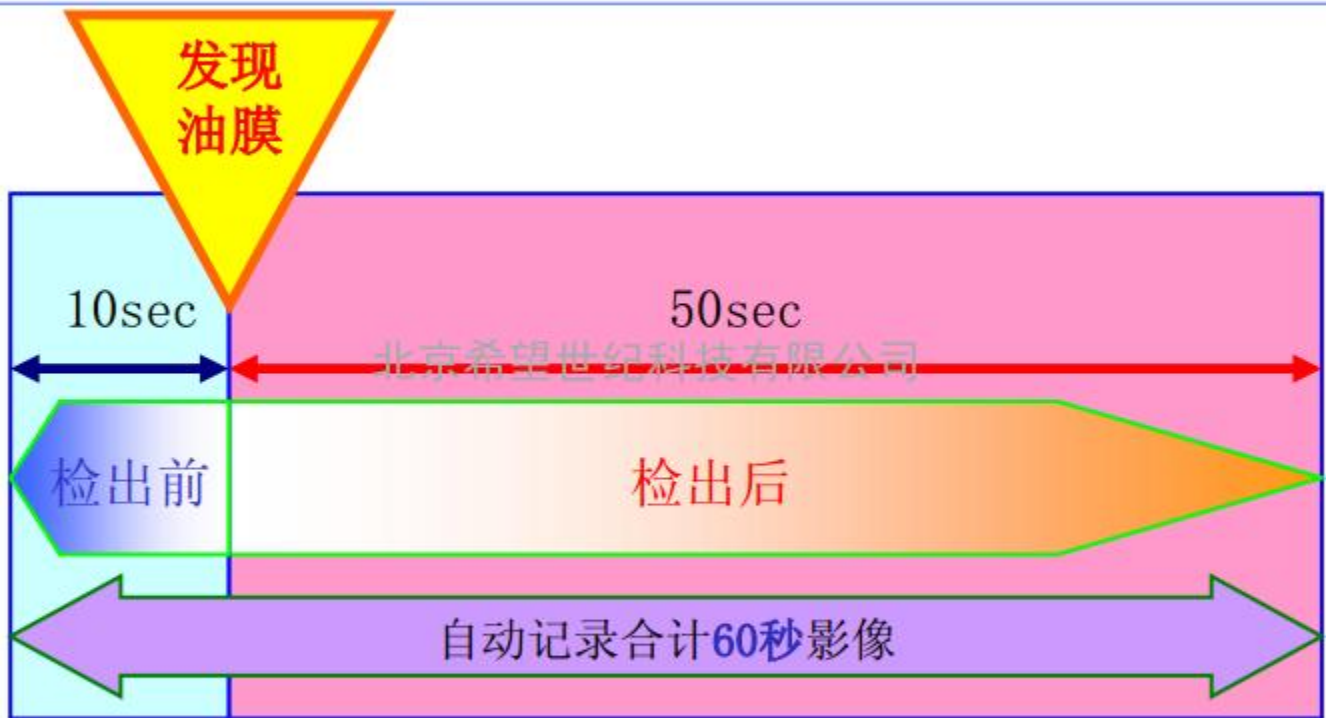 发现
油膜
10sec
50sec
北京希望世纪科技有限公司
检出前
检出后
自动记录合计60秒影像